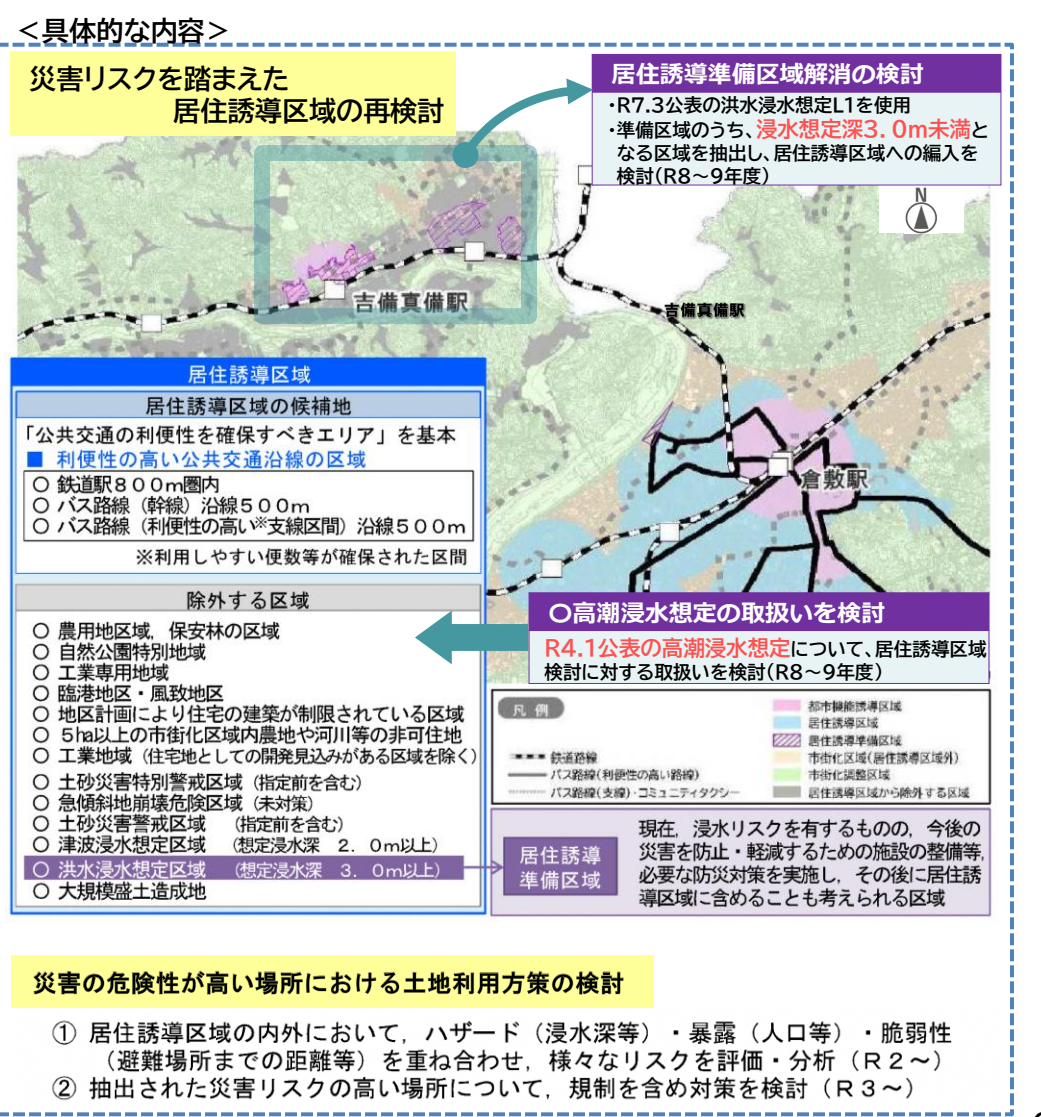 ＜具体的な内容＞
災害リスクを踏まえた
居住誘導区域の再検討
居住誘導準備区域解消の検討
・R7.3公表の洪水浸水想定L1を使用
・準備区域のうち、浸水想定深3．0m未満と
なる区域を抽出し、居住誘導区域への編入を
検討(R8～9年度)
N
吉備真備駅
吉備真備駅
倉敷駅
居住誘導区域
居住誘導区域の候補地
「公共交通の利便性を確保すべきエリア」を基本
■ 利便性の高い公共交通沿線の区域
○ 鉄道駅８００ｍ圏内
○ バス路線（幹線）沿線５００ｍ
○ バス路線（利便性の高い※支線区間）沿線５００ｍ
※利用しやすい便数等が確保された区間
除外する区域
○ 農用地区域，保安林の区域
○ 自然公園特別地域
○ 工業専用地域
○ 臨港地区・風致地区
○ 地区計画により住宅の建築が制限されている区域
○ ５ha以上の市街化区域内農地や河川等の非可住地
○ 工業地域（住宅地としての開発見込みがある区域を除く）
○ 土砂災害特別警戒区域（指定前を含む）
○ 急傾斜地崩壊危険区域（未対策）
○ 土砂災害警戒区域　（指定前を含む）
○ 津波浸水想定区域　（想定浸水深　２．０ｍ以上）
○ 洪水浸水想定区域　（想定浸水深　３．０ｍ以上）
○ 大規模盛土造成地
〇高潮浸水想定の取扱いを検討
R4.1公表の高潮浸水想定について、居住誘導区域
検討に対する取扱いを検討(R8～9年度)
凡 例
鉄道路線
バス路線(利便性の高い路線)
バス路線(支線)・コミュニティタクシー
都市機能誘導区域
居住誘導区域
居住誘導準備区域
市街化区域(居住誘導区域外)
市街化調整区域
居住誘導区域から除外する区域
居住誘導
準備区域
現在，浸水リスクを有するものの，今後の
災害を防止・軽減するための施設の整備等，
必要な防災対策を実施し，その後に居住誘
導区域に含めることも考えられる区域
災害の危険性が高い場所における土地利用方策の検討
① 居住誘導区域の内外において，ハザード（浸水深等）・暴露（人口等）・脆弱性
（避難場所までの距離等）を重ね合わせ，様々なリスクを評価・分析（Ｒ２～）
② 抽出された災害リスクの高い場所について，規制を含め対策を検討（Ｒ３～）